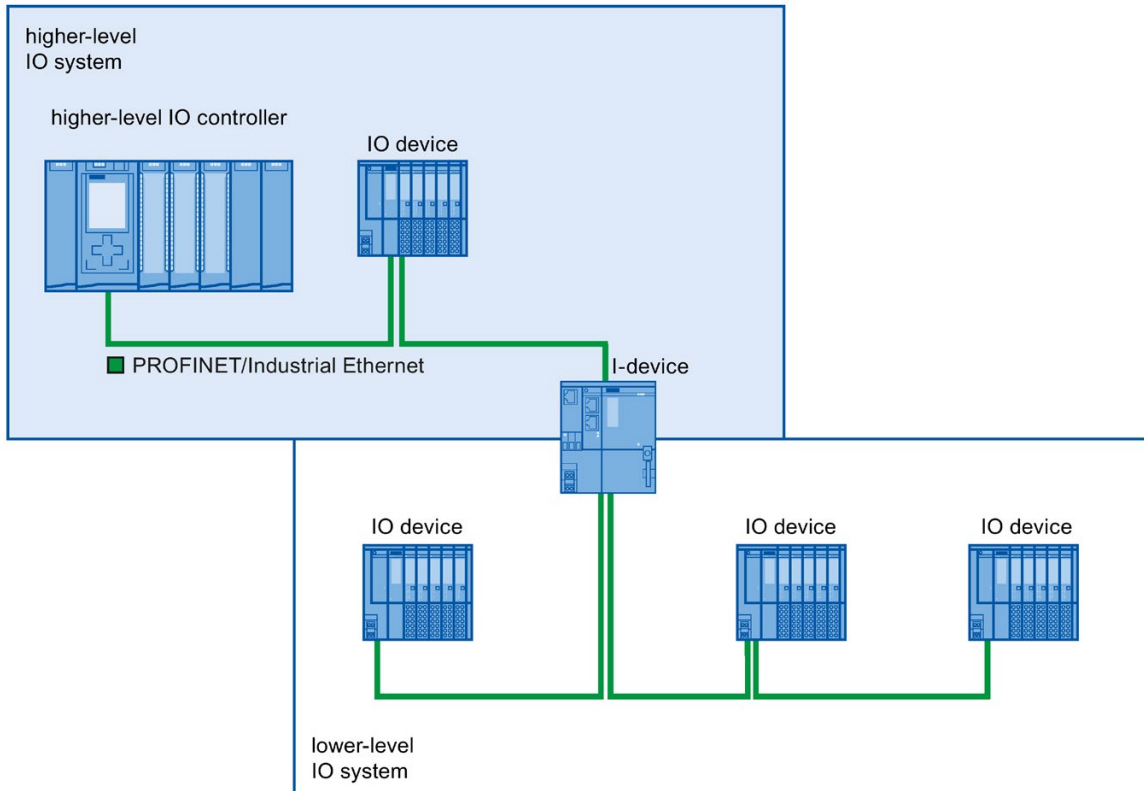 higher-level
IO system
higher-level IO controller
IO device
PROFINET/Industrial Ethernet
I-device
IO device
IO device
IO device
lower-level
IO system